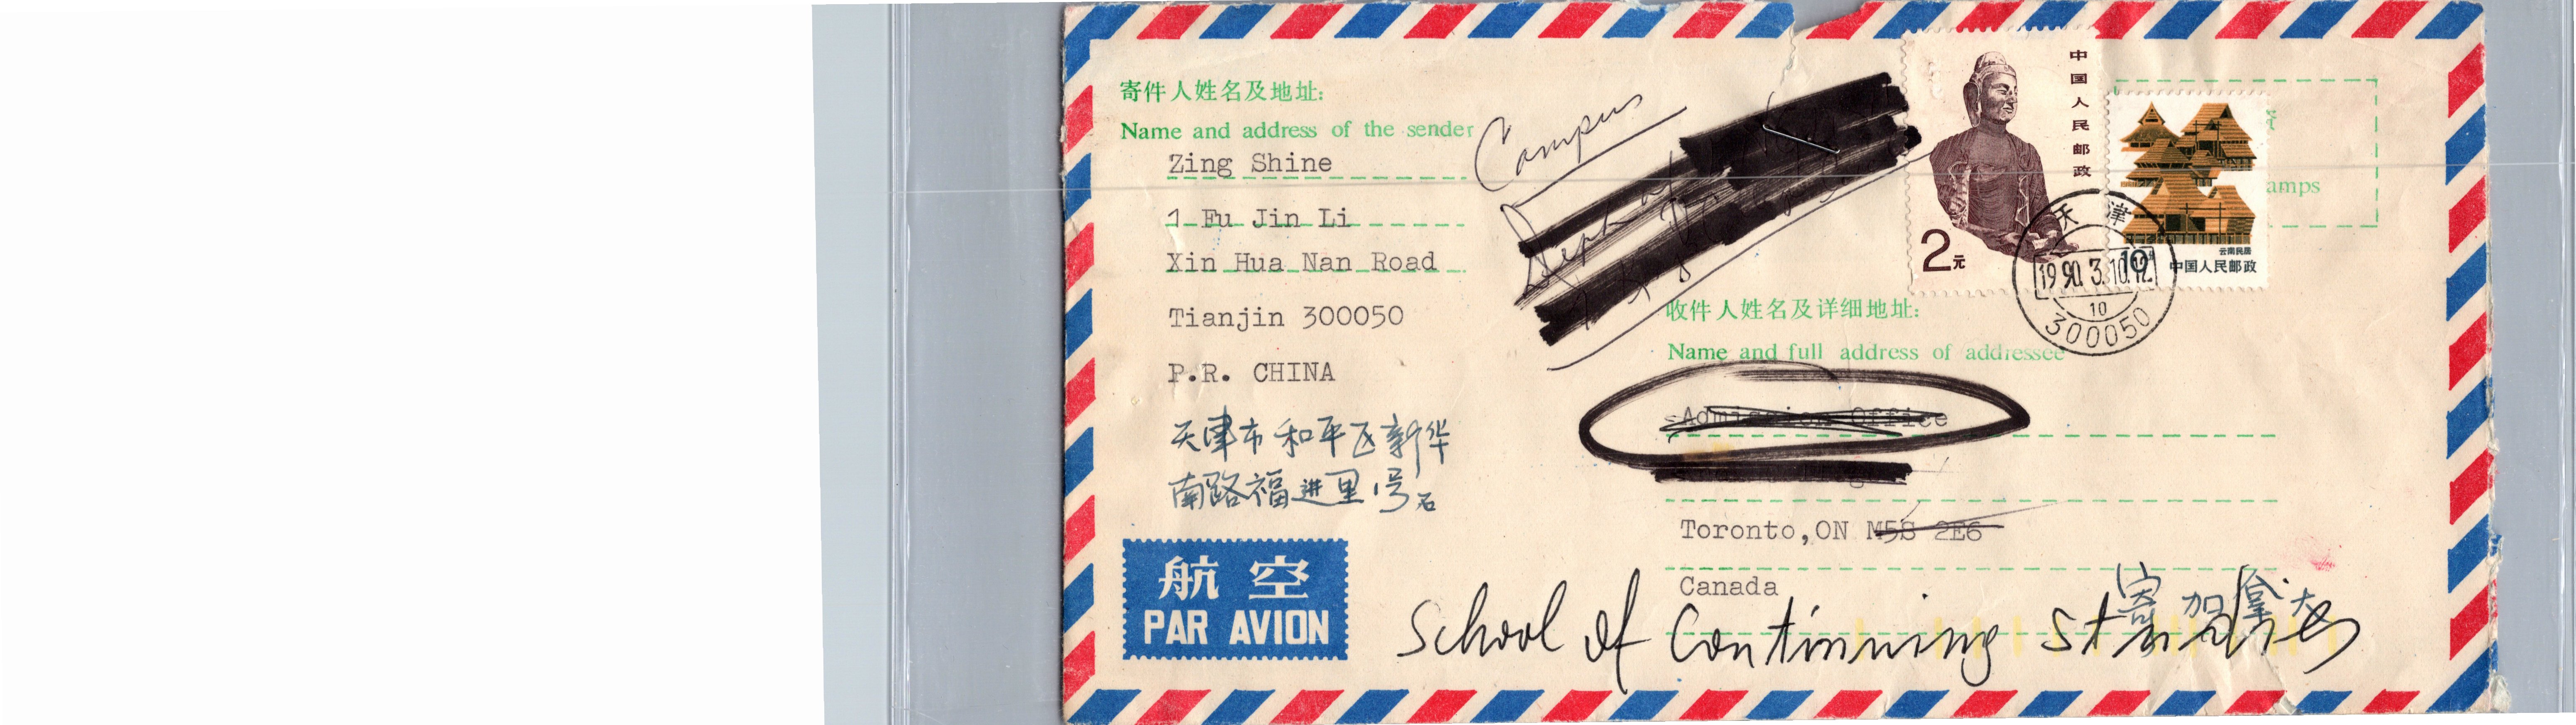 寄件人姓名及地址:
Name and address of the sender
Zing Shine
1 Fu Jin Li
Xin Hua Nan Road
Tianjin 300050
P.R. CHINA
天津市和平区新华
南路福进里1号石
航空
PAR AVION
Campus
中国人民邮政
2元
云南民居
中国人民邮政
10
amps
天津
1990.3.10.12
10
300050
收件人姓名及详细地址:
Name and full address of addressee
Admission Office
Toronto,ON M5S 2E6
Canada
寄加拿大
School of Continuing Studies